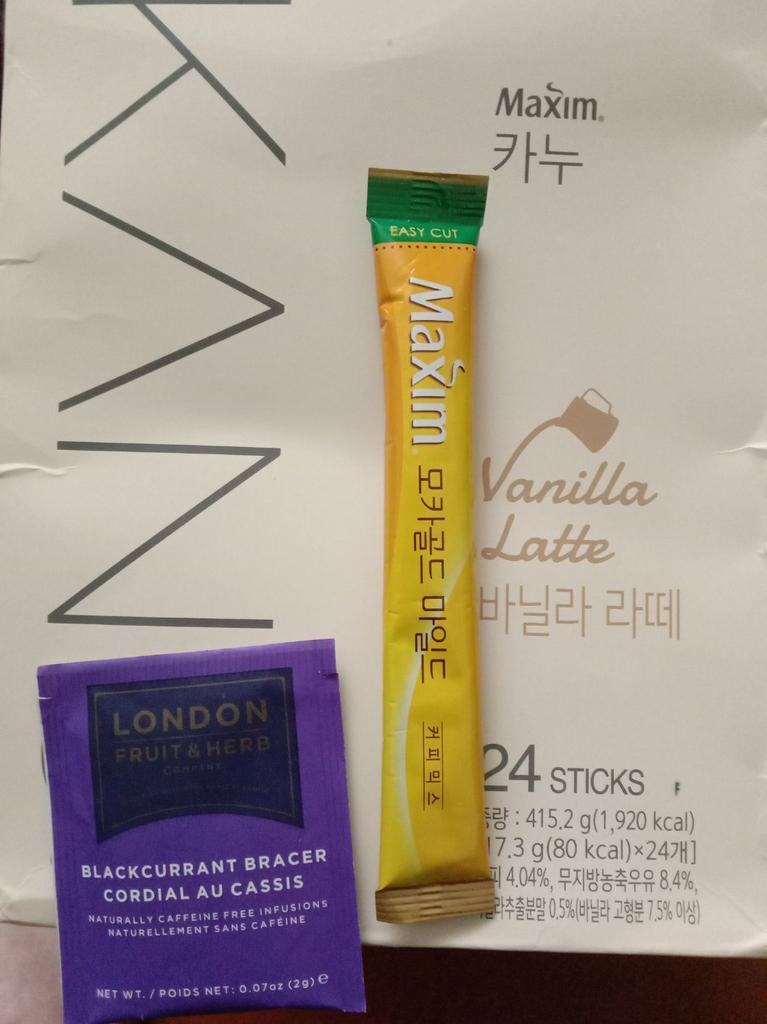 Maxim
카누
Vanilla
Latte
바닐라 라떼
24 STICKS
량 : 415.2 g(1,920 kcal)
17.3 g(80 kcal)×24개]
4.04%, 무지방농축우유 8.4%,
0.5%(바닐라 고형분 7.5% 이상)
EASY CUT
Maxim
모카골드 마일드
커피믹스
LONDON
FRUIT & HERB
COMPANY
BLACKCURRANT BRACER
CORDIAL AU CASSIS
NATURALLY CAFFEINE FREE INFUSIONS
NATURELLEMENT SANS CAFÉINE
NET WT. / POIDS NET: 0.07oz (2g) e